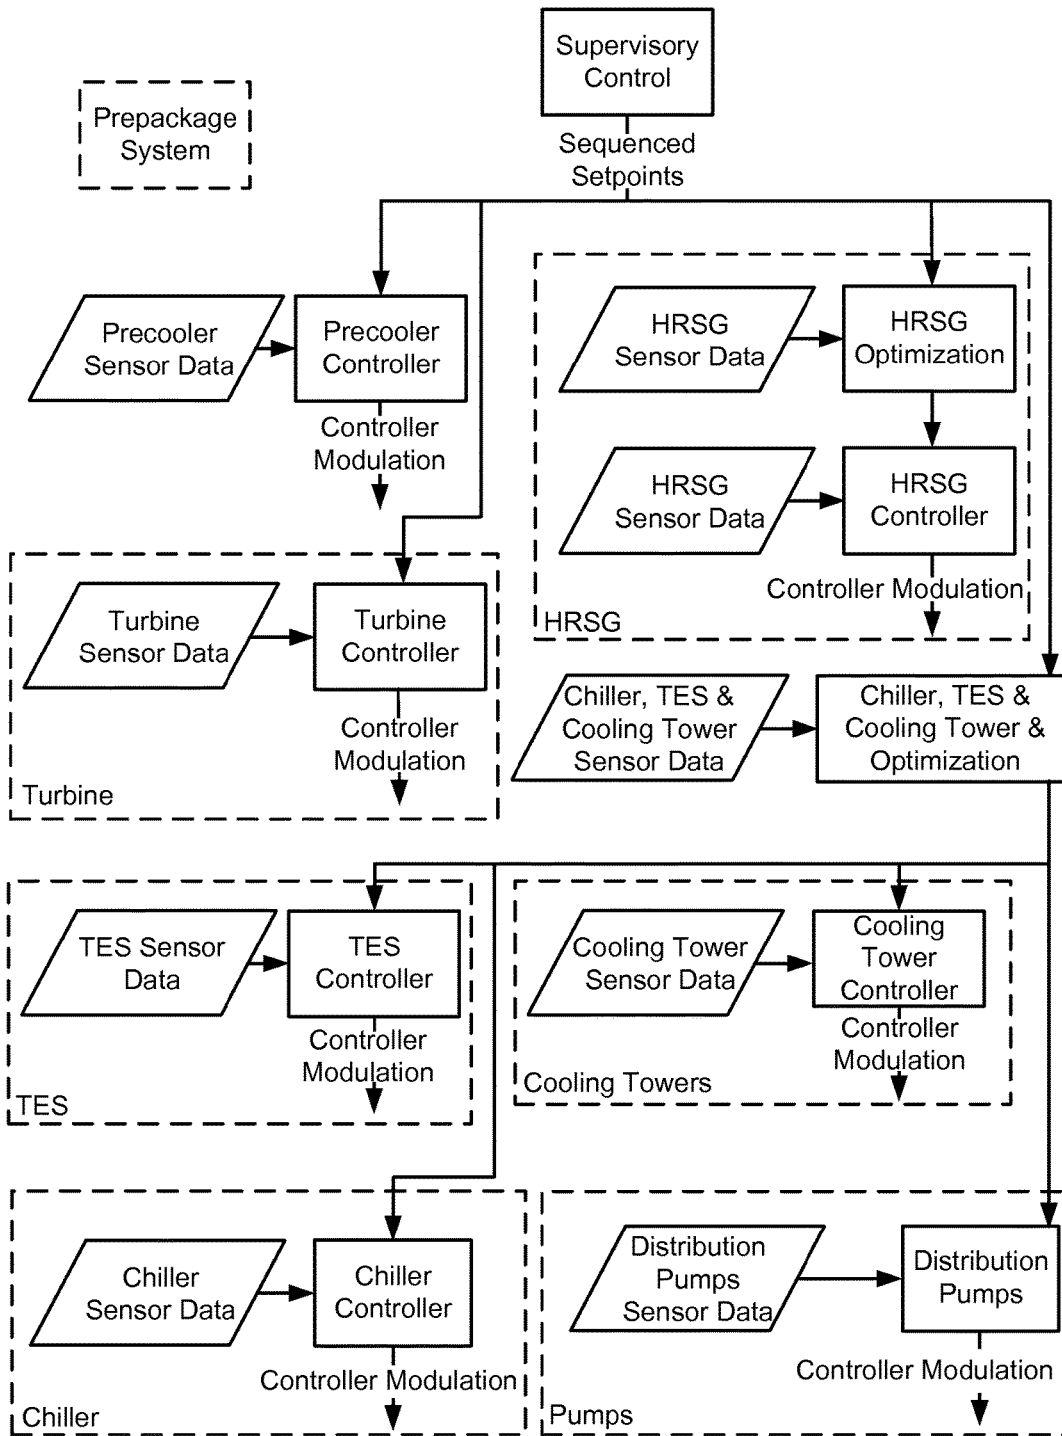 Supervisory
Control
Prepackage
System
Sequenced
Setpoints
Precooler
Sensor Data
Precooler
Controller
Controller
Modulation
HRSG
Sensor Data
HRSG
Optimization
HRSG
Sensor Data
HRSG
Controller
Controller Modulation
HRSG
Turbine
Sensor Data
Turbine
Controller
Controller
Modulation
Turbine
Chiller, TES &
Cooling Tower
Sensor Data
Chiller, TES &
Cooling Tower &
Optimization
TES Sensor
Data
TES
Controller
Controller
Modulation
TES
Cooling Tower
Sensor Data
Cooling
Tower
Controller
Controller
Modulation
Cooling Towers
Chiller
Sensor Data
Chiller
Controller
Controller Modulation
Chiller
Distribution
Pumps
Sensor Data
Distribution
Pumps
Controller Modulation
Pumps